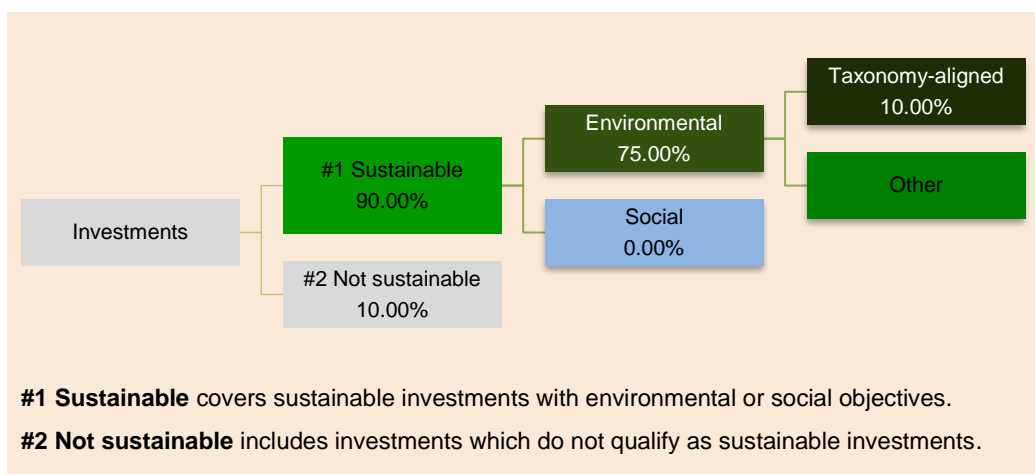 Investments
#1 Sustainable
90.00%
#2 Not sustainable
10.00%
Environmental
75.00%
Social
0.00%
Taxonomy-aligned
10.00%
Other
#1 Sustainable covers sustainable investments with environmental or social objectives.
#2 Not sustainable includes investments which do not qualify as sustainable investments.